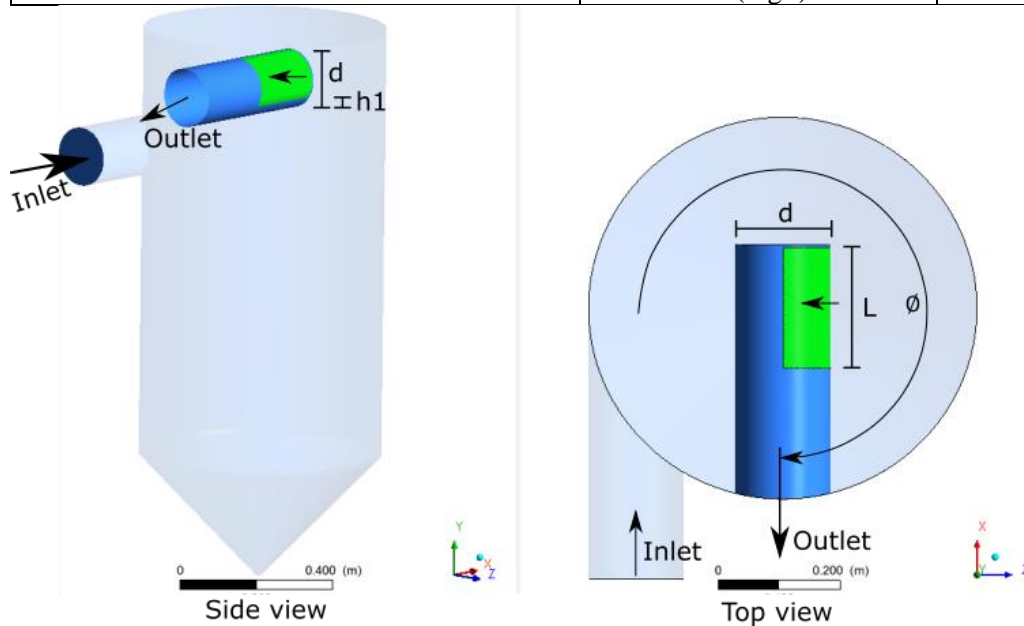 d
h1
Outlet
Inlet
Y
X
Z
0
0.400 (m)
Side view
d
L
Ø
Inlet
Outlet
X
Y
Z
0
0.200 (m)
Top view